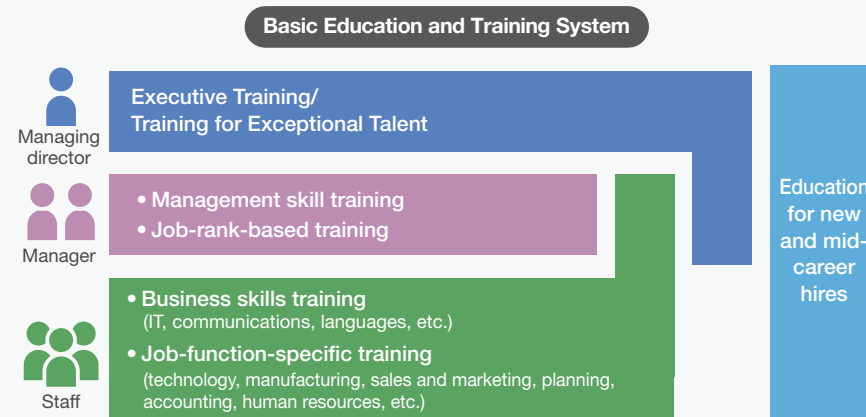 Basic Education and Training System
Managing
director
Executive Training/
Training for Exceptional Talent
Manager
• Management skill training
• Job-rank-based training
Staff
• Business skills training
(IT, communications, languages, etc.)
• Job-function-specific training
(technology, manufacturing, sales and marketing, planning,
accounting, human resources, etc.)
Education
for new
and mid-
career
hires